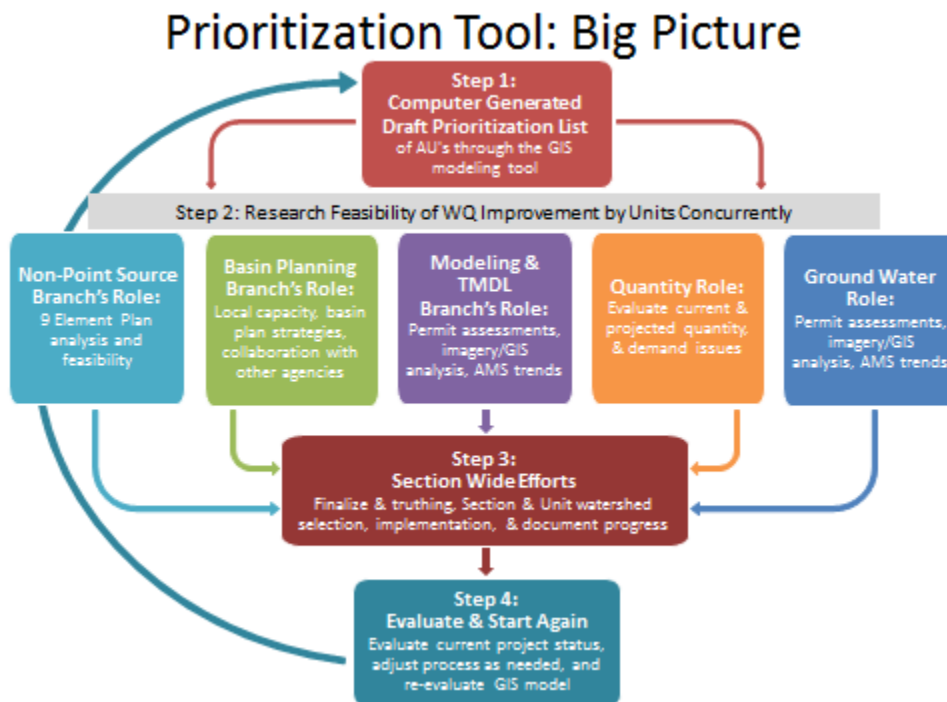 Prioritization Tool: Big Picture
Step 1:
Computer Generated
Draft Prioritization List
of AU's through the GIS
modeling tool
Step 2: Research Feasibility of WQ Improvement by Units Concurrently
Non-Point Source
Branch's Role:
9 Element Plan
analysis and
feasibility
Basin Planning
Branch's Role:
Local capacity, basin
plan strategies,
collaboration with
other agencies
Modeling &
TMDL
Branch's Role:
Permit assessments,
imagery/GIS
analysis, AMS trends
Quantity Role:
Evaluate current &
projected quantity,
& demand issues
Ground Water
Role:
Permit assessments,
imagery/GIS
analysis, AMS trends
Step 3:
Section Wide Efforts
Finalize & truthing, Section & Unit watershed
selection, implementation, & document progress
Step 4:
Evaluate & Start Again
Evaluate current project status,
adjust process as needed, and
re-evaluate GIS model